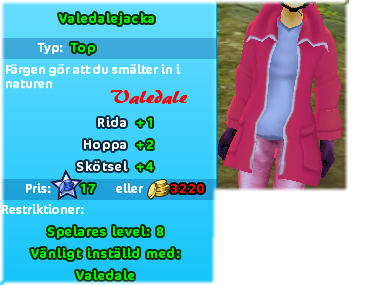 Valedalejacka
Typ: Top
Färgen gör att du smälter in i
naturen
Valedale
Rida +1
Hoppa +2
Skötsel +4
Pris: 17 eller 3220
Restriktioner:
Spelares level: 8
Vänligt inställd med:
Valedale